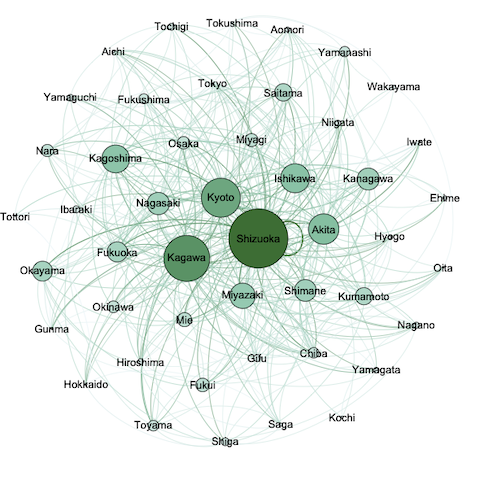 Tochigi
Tokushima
Aomori
Aichi
Yamanashi
Tokyo
Wakayama
Yamaguchi
Fukushima
Saitama
Niigata
Nara
Osaka
Miyagi
Iwate
Kagoshima
Ishikawa
Kanagawa
Nagasaki
Kyoto
Ehime
Ibaraki
Tottori
Shizuoka
Akita
Hyogo
Fukuoka
Kagawa
Okayama
Oita
Miyazaki
Shimane
Kumamoto
Okinawa
Mie
Gunma
Nagano
Hiroshima
Gifu
Chiba
Yamagata
Hokkaido
Fukui
Toyama
Saga
Kochi
Shiga